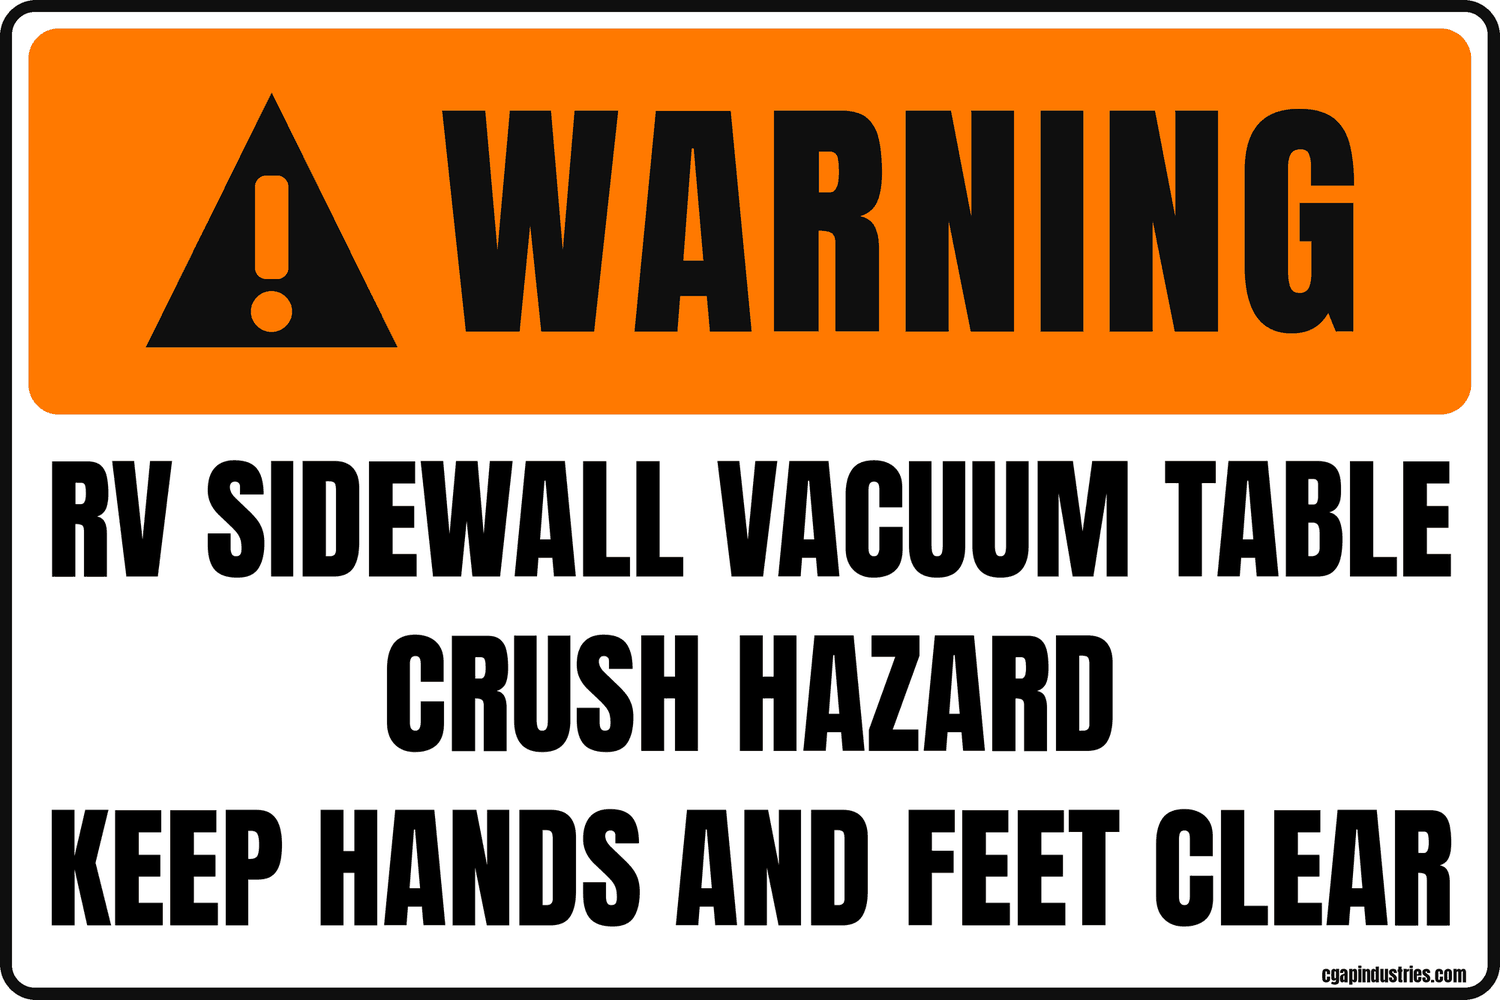 WARNING
RV SIDEWALL VACUUM TABLE
CRUSH HAZARD
KEEP HANDS AND FEET CLEAR
cgapindustries.com